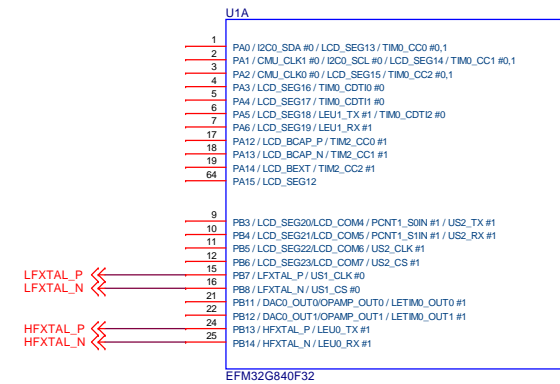 U1A
1 PA0 / I2C0_SDA #0 / LCD_SEG13 / TIM0_CC0 #0,1
2 PA1 / CMU_CLK1 #0 / I2C0_SCL #0 / LCD_SEG14 / TIM0_CC1 #0,1
3 PA2 / CMU_CLK0 #0 / LCD_SEG15 / TIM0_CC2 #0,1
4 PA3 / LCD_SEG16 / TIM0_CDTI0 #0
5 PA4 / LCD_SEG17 / TIM0_CDTI1 #0
6 PA5 / LCD_SEG18 / LEU1_TX #1 / TIM0_CDTI2 #0
7 PA6 / LCD_SEG19 / LEU1_RX #1
17 PA12 / LCD_BCAP_P / TIM2_CC0 #1
18 PA13 / LCD_BCAP_N / TIM2_CC1 #1
19 PA14 / LCD_BEXT / TIM2_CC2 #1
64 PA15 / LCD_SEG12
9 PB3 / LCD_SEG20/LCD_COM4 / PCNT1_S0IN #1 / US2_TX #1
10 PB4 / LCD_SEG21/LCD_COM5 / PCNT1_S1IN #1 / US2_RX #1
11 PB5 / LCD_SEG22/LCD_COM6 / US2_CLK #1
12 PB6 / LCD_SEG23/LCD_COM7 / US2_CS #1
LFXTAL_P 15 PB7 / LFXTAL_P / US1_CLK #0
LFXTAL_N 16 PB8 / LFXTAL_N / US1_CS #0
21 PB11 / DAC0_OUT0/OPAMP_OUT0 / LETIM0_OUT0 #1
22 PB12 / DAC0_OUT1/OPAMP_OUT1 / LETIM0_OUT1 #1
HFXTAL_P 24 PB13 / HFXTAL_P / LEU0_TX #1
HFXTAL_N 25 PB14 / HFXTAL_N / LEU0_RX #1
EFM32G840F32